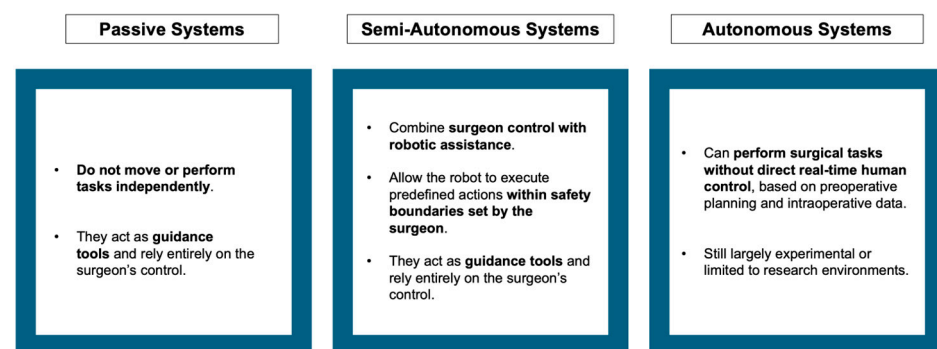 Passive Systems
Semi-Autonomous Systems
Autonomous Systems
• Do not move or perform
tasks independently.
• They act as guidance
tools and rely entirely on the
surgeon's control.
• Combine surgeon control with
robotic assistance.
• Allow the robot to execute
predefined actions within safety
boundaries set by the
surgeon.
• They act as guidance tools and
rely entirely on the surgeon's
control.
• Can perform surgical tasks
without direct real-time human
control, based on preoperative
planning and intraoperative data.
• Still largely experimental or
limited to research environments.